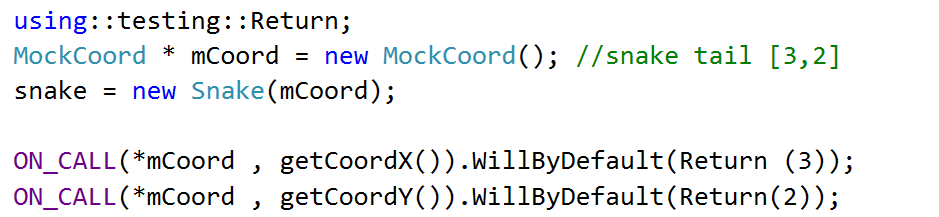 using::testing::Return;
MockCoord * mCoord = new MockCoord(); //snake tail [3,2]
snake = new Snake(mCoord);
ON_CALL(*mCoord , getCoordX()).WillByDefault(Return (3));
ON_CALL(*mCoord , getCoordY()).WillByDefault(Return(2));